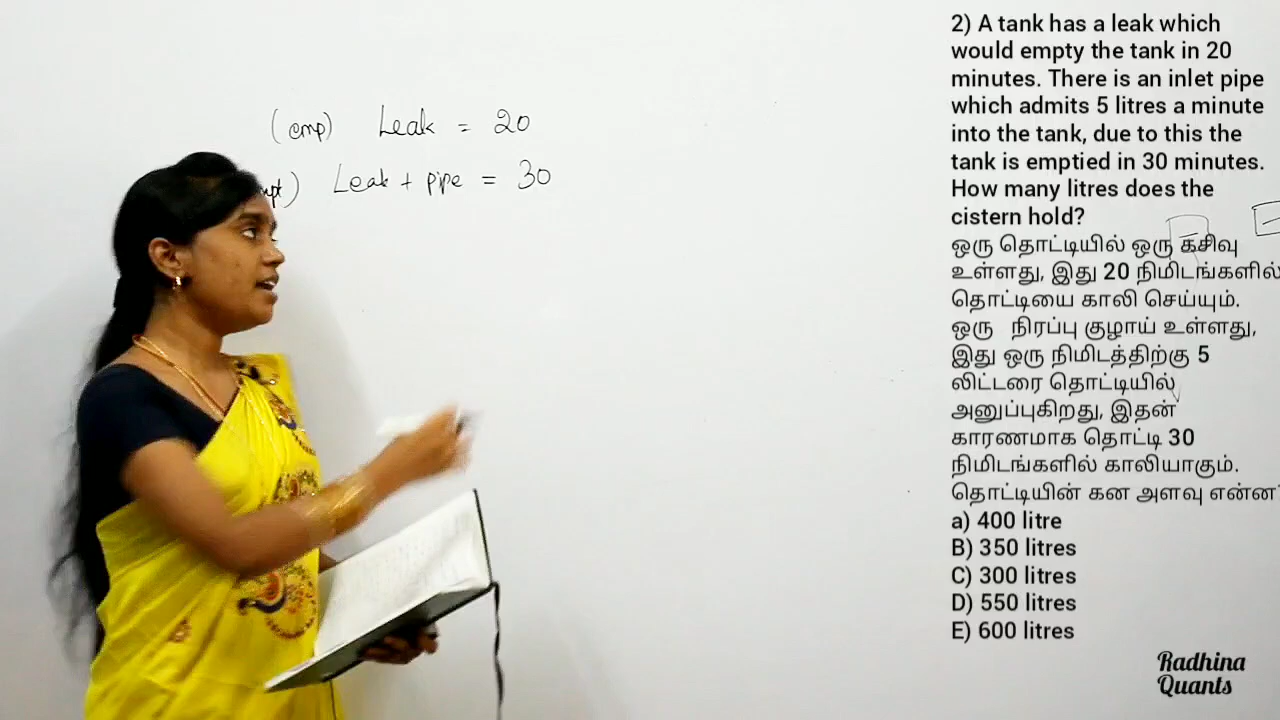 (emp) Leak = 20
Leak + pipe = 30
2) A tank has a leak which
would empty the tank in 20
minutes. There is an inlet pipe
which admits 5 litres a minute
into the tank, due to this the
tank is emptied in 30 minutes.
How many litres does the
cistern hold?
ஒரு தொட்டியில் ஒரு கசிவு
உள்ளது, இது 20 நிமிடங்களில்
தொட்டியை காலி செய்யும்.
ஒரு நிரப்பு குழாய் உள்ளது,
இது ஒரு நிமிடத்திற்கு 5
லிட்டரை தொட்டியில்
அனுப்புகிறது, இதன்
காரணமாக தொட்டி 30
நிமிடங்களில் காலியாகும்.
தொட்டியின் கன அளவு என்ன
a) 400 litre
B) 350 litres
C) 300 litres
D) 550 litres
E) 600 litres
Radhina
Quants